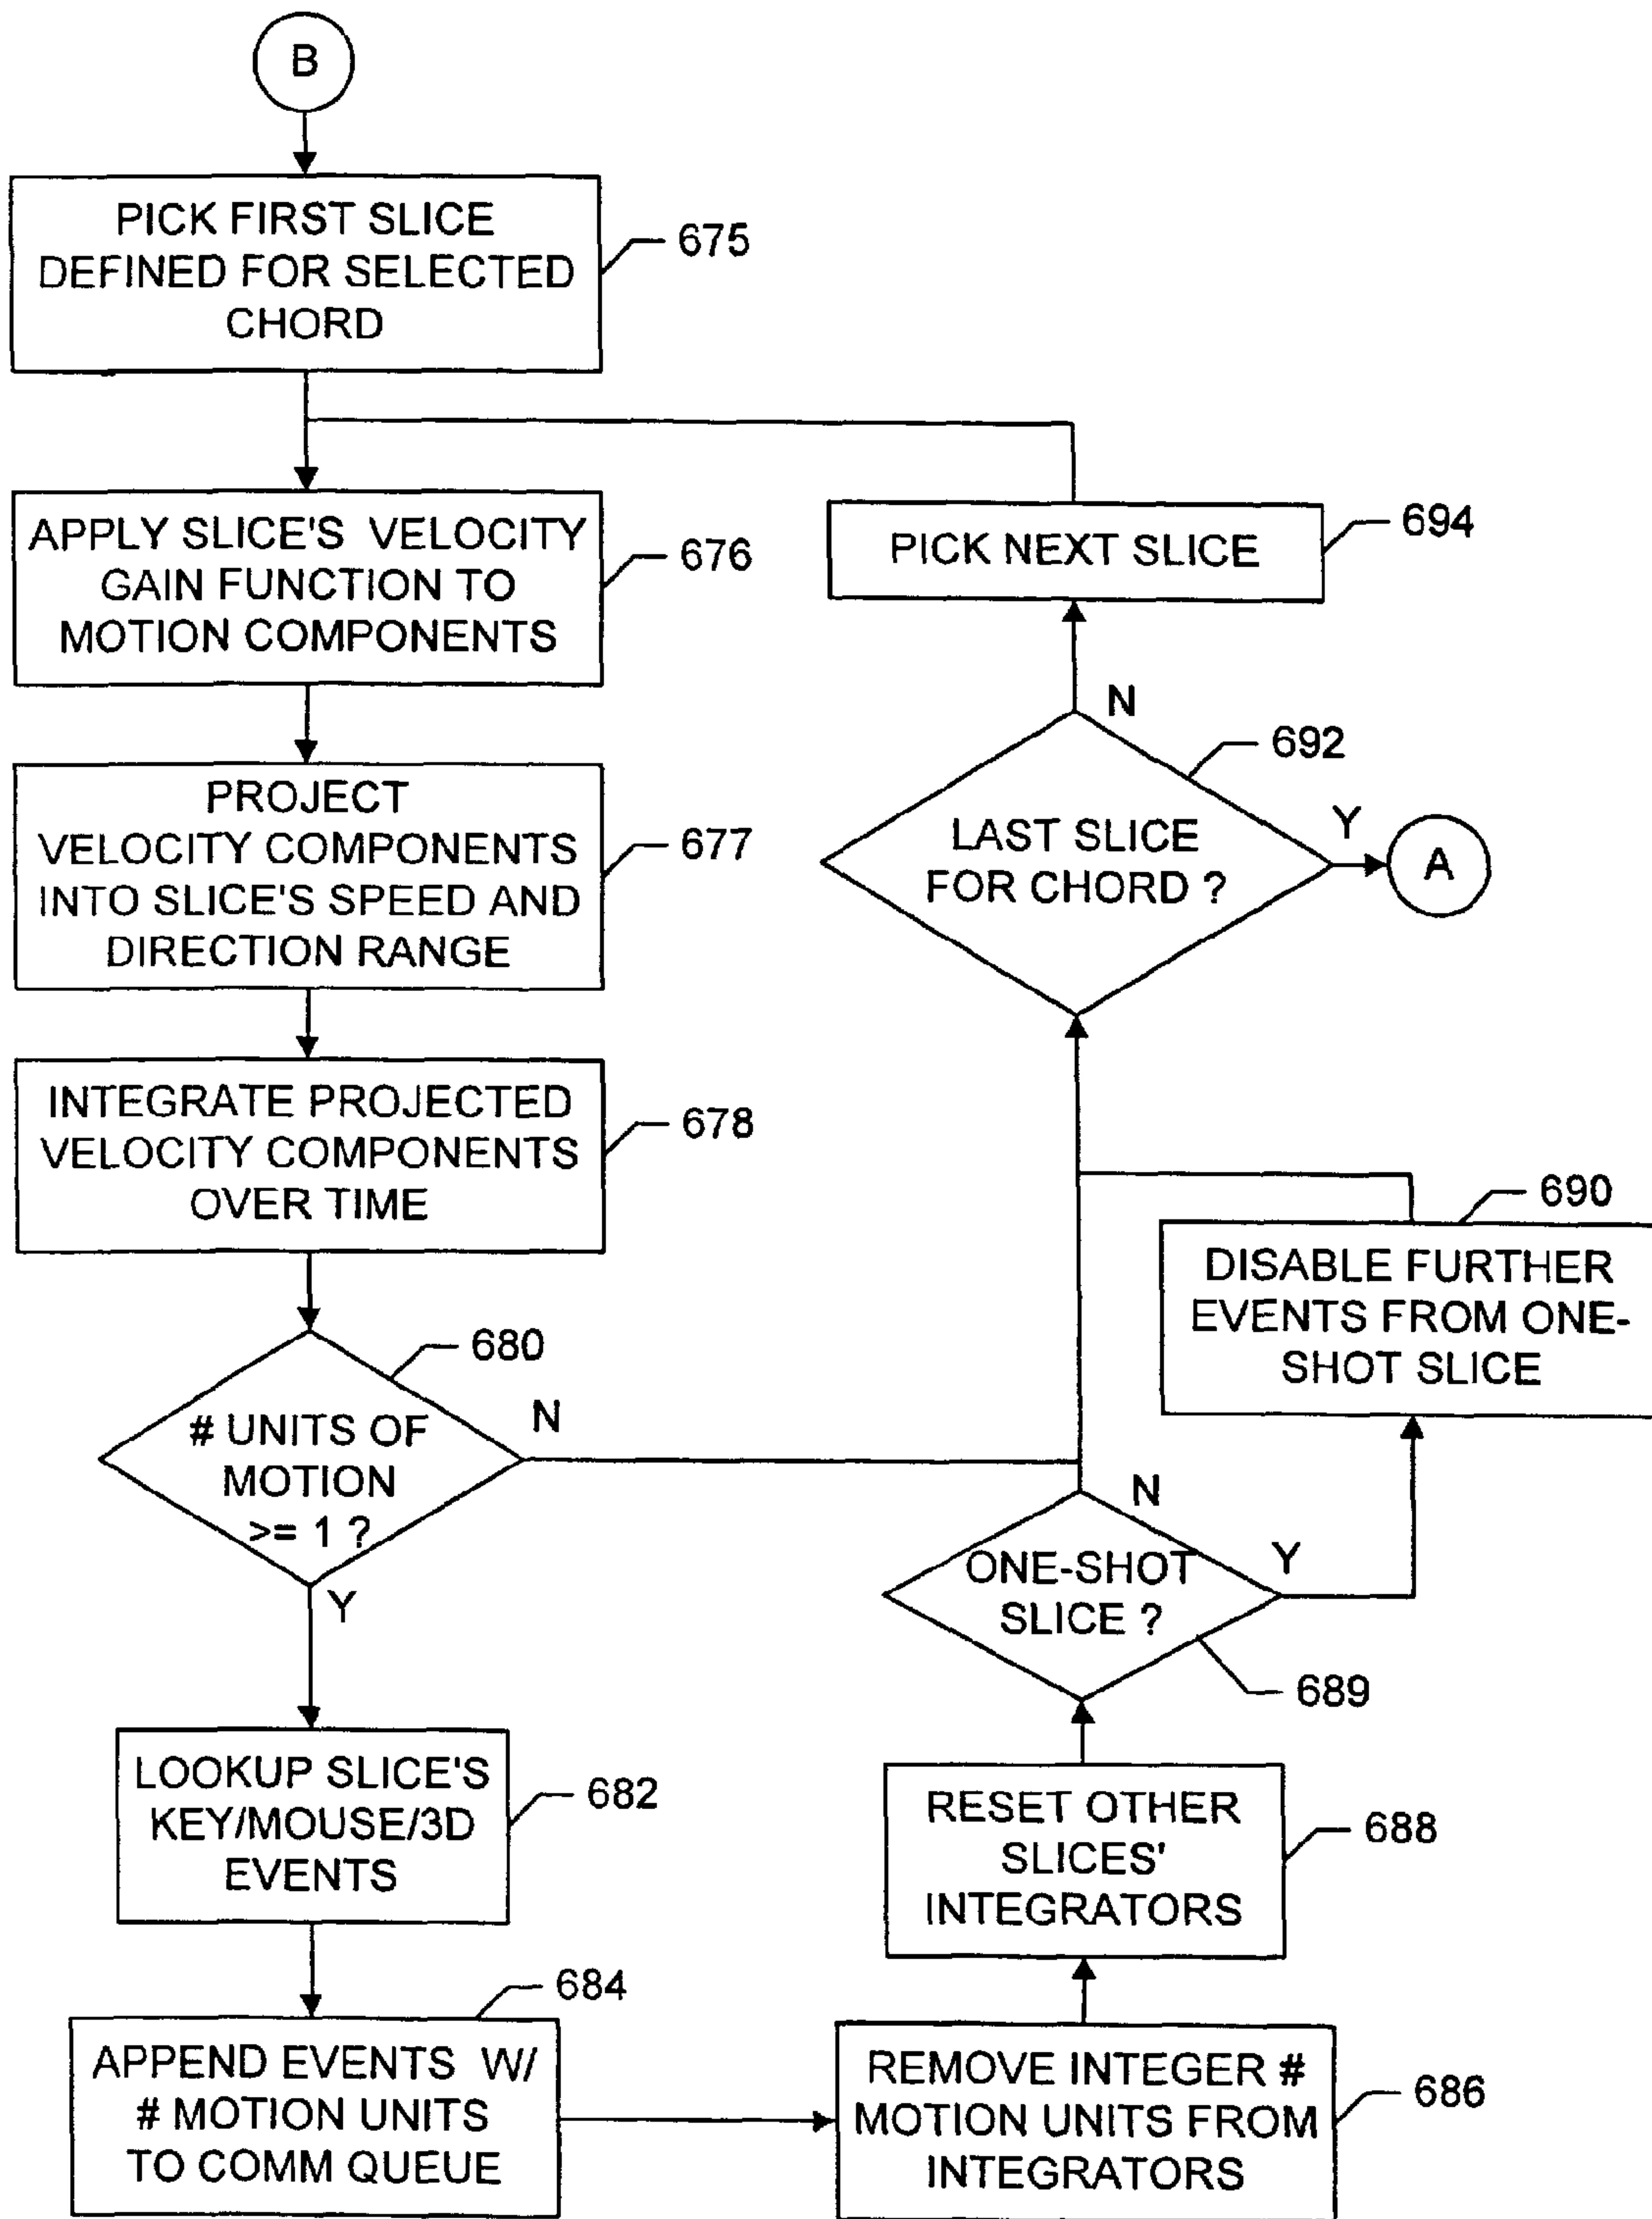 B
PICK FIRST SLICE
DEFINED FOR SELECTED
CHORD
675
APPLY SLICE'S VELOCITY
GAIN FUNCTION TO
MOTION COMPONENTS
676
PROJECT
VELOCITY COMPONENTS
INTO SLICE'S SPEED AND
DIRECTION RANGE
677
INTEGRATE PROJECTED
VELOCITY COMPONENTS
OVER TIME
678
# UNITS OF
MOTION
>= 1 ?
680
N
Y
LOOKUP SLICE'S
KEY/MOUSE/3D
EVENTS
682
APPEND EVENTS W/
# MOTION UNITS
TO COMM QUEUE
684
REMOVE INTEGER #
MOTION UNITS FROM
INTEGRATORS
686
RESET OTHER
SLICES'
INTEGRATORS
688
ONE-SHOT
SLICE ?
689
N
Y
DISABLE FURTHER
EVENTS FROM ONE-
SHOT SLICE
690
LAST SLICE
FOR CHORD ?
692
N
Y
A
PICK NEXT SLICE
694